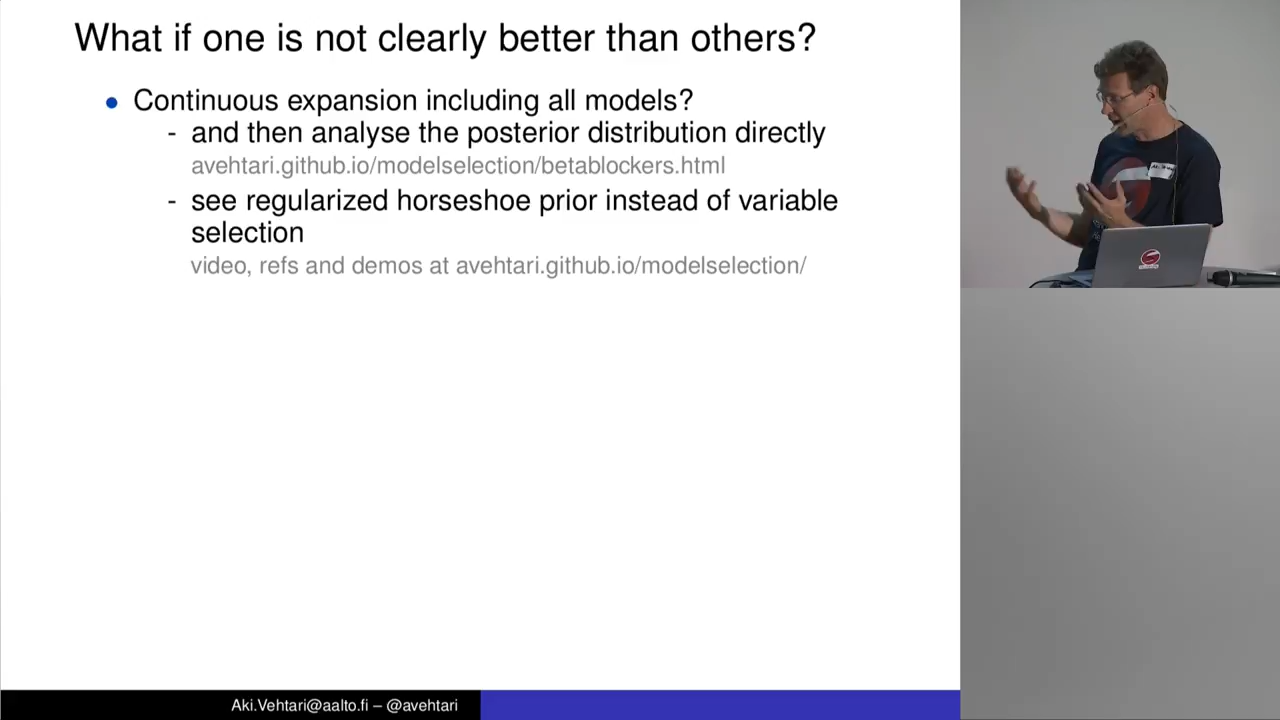 What if one is not clearly better than others?
• Continuous expansion including all models?
- and then analyse the posterior distribution directly
avehtari.github.io/modelselection/betablockers.html
- see regularized horseshoe prior instead of variable
selection
video, refs and demos at avehtari.github.io/modelselection/
Aki.Vehtari@aalto.fi – @avehtari